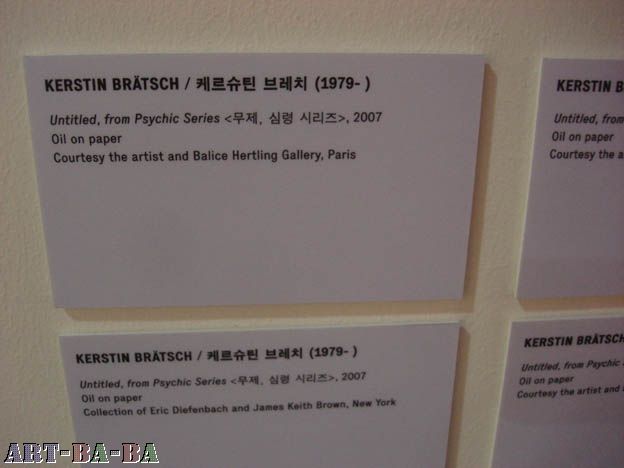 KERSTIN BRÄTSCH / 케르슈틴 브레치 (1979- )
Untitled, from Psychic Series <무제, 심령 시리즈>, 2007
Oil on paper
Courtesy the artist and Balice Hertling Gallery, Paris
KERSTIN
Untitled, from
Oil on paper
Courtesy the
KERSTIN BRÄTSCH / 케르슈틴 브레치 (1979- )
Untitled, from Psychic Series <무제, 심령 시리즈>, 2007
Oil on paper
Collection of Eric Diefenbach and James Keith Brown, New York
KERSTIN BRÄTSCH
Untitled, from Psychic
Oil on paper
Courtesy the artist and
ART-BA-BA